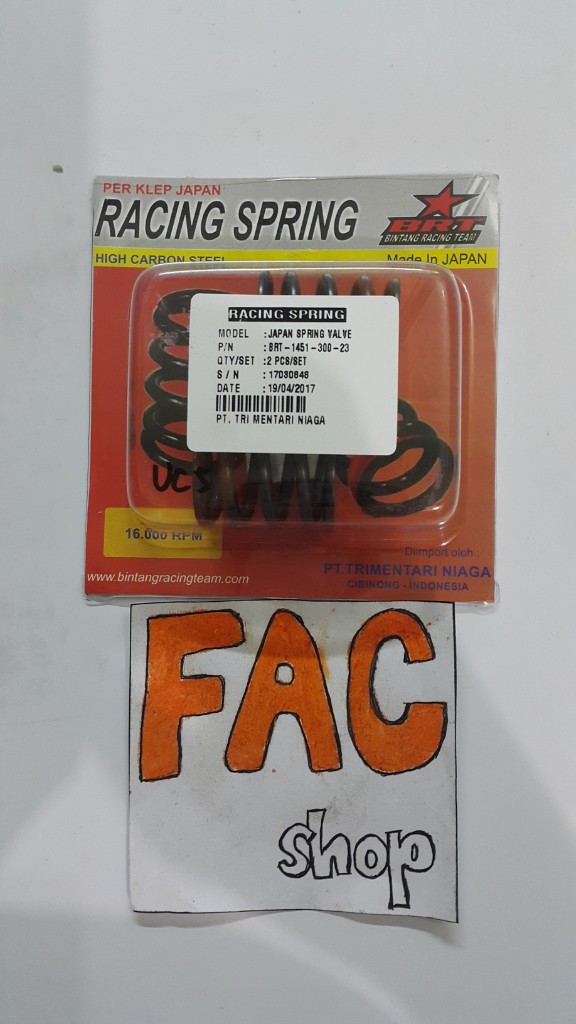 PER KLEP JAPAN
RACING SPRING
BRT
BINTANG RACING TEAM
HIGH CARBON STEEL
Made In JAPAN
RACING SPRING
MODEL : JAPAN SPRING VALVE
P/N : BRT-1451-300-23
QTY/SET : 2 PCS/SET
S / N : 17030848
DATE : 19/04/2017
PT. TRI MENTARI NIAGA
UCS
16.000 RPM
Diimport oleh :
PT.TRIMENTARI NIAGA
CIBINONG - INDONESIA
www.bintangracingteam.com
FAC
shop